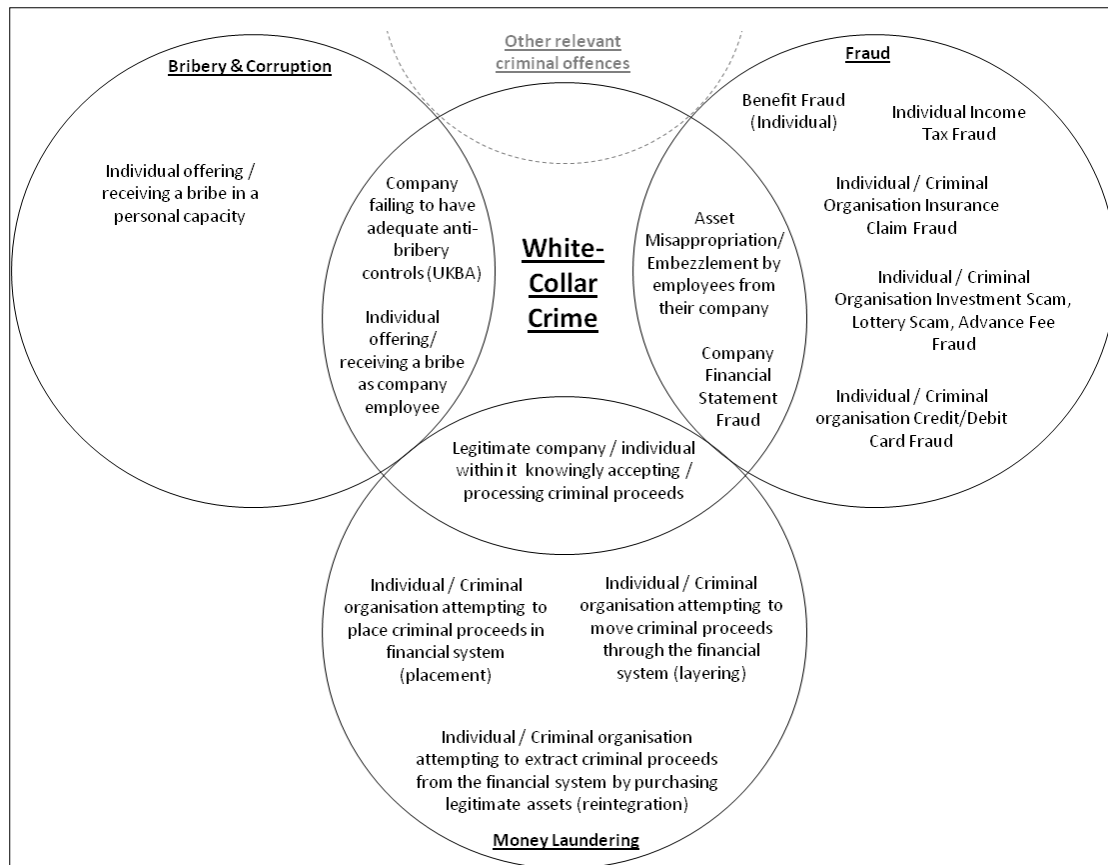 Other relevant
criminal offences
Bribery & Corruption
Individual offering /
receiving a bribe in a
personal capacity
Company
failing to have
adequate anti-
bribery
controls (UKBA)
Individual
offering/
receiving a bribe
as company
employee
White-
Collar
Crime
Fraud
Benefit Fraud
(Individual)
Individual Income
Tax Fraud
Individual / Criminal
Organisation Insurance
Claim Fraud
Asset
Misappropriation/
Embezzlement by
employees from
their company
Individual / Criminal
Organisation Investment Scam,
Lottery Scam, Advance Fee
Fraud
Company
Financial
Statement
Fraud
Individual / Criminal
organisation Credit/Debit
Card Fraud
Legitimate company / individual
within it knowingly accepting /
processing criminal proceeds
Individual / Criminal
organisation attempting to
place criminal proceeds in
financial system
(placement)
Individual / Criminal
organisation attempting to
move criminal proceeds
through the financial
system (layering)
Individual / Criminal organisation
attempting to extract criminal proceeds
from the financial system by purchasing
legitimate assets (reintegration)
Money Laundering